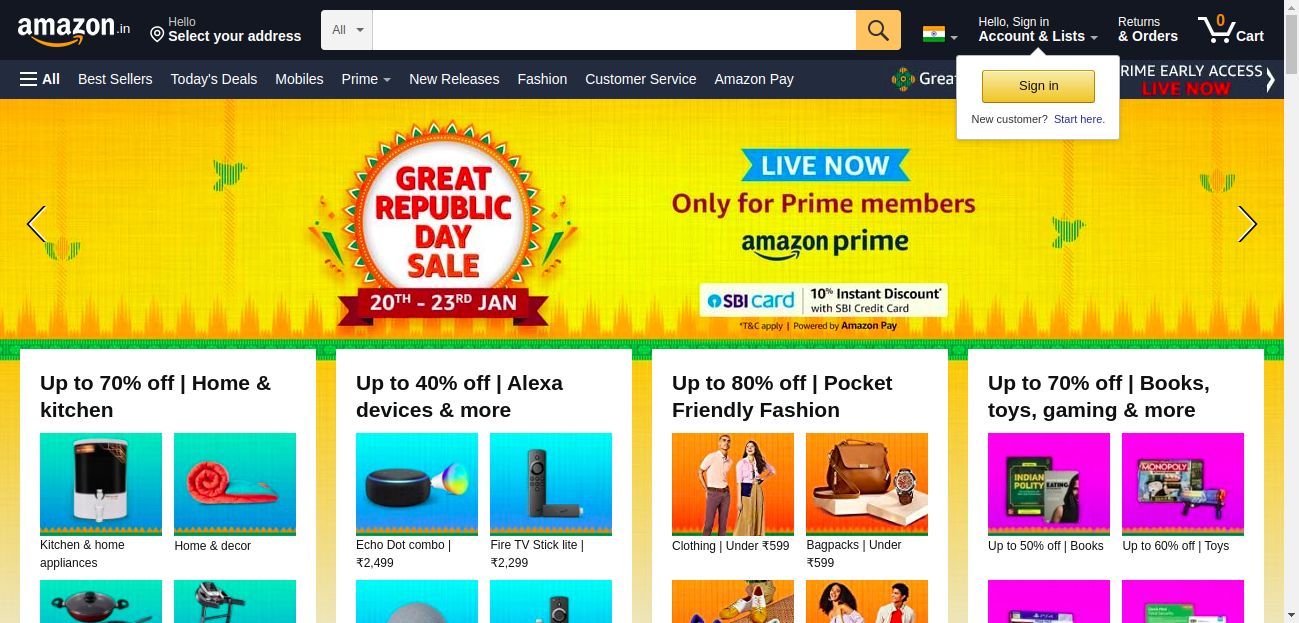 amazon.in
Hello
Select your address
All
Hello, Sign in
Account & Lists
Returns
& Orders
0
Cart
All
Best Sellers
Today's Deals
Mobiles
Prime
New Releases
Fashion
Customer Service
Amazon Pay
Great
PRIME EARLY ACCESS
LIVE NOW
Sign in
New customer? Start here.
GREAT
REPUBLIC
DAY
SALE
20TH - 23RD JAN
LIVE NOW
Only for Prime members
amazon prime
SBI card
10% Instant Discount*
with SBI Credit Card
*T&C apply | Powered by Amazon Pay
Up to 70% off | Home &
kitchen
Kitchen & home
appliances
Home & decor
Up to 40% off | Alexa
devices & more
Echo Dot combo |
₹2,499
Fire TV Stick lite |
₹2,299
Up to 80% off | Pocket
Friendly Fashion
Clothing | Under ₹599
Bagpacks | Under
₹599
Up to 70% off | Books,
toys, gaming & more
INDIAN
POLITY
EATING
Up to 50% off | Books
MONOPOLY
Up to 60% off | Toys